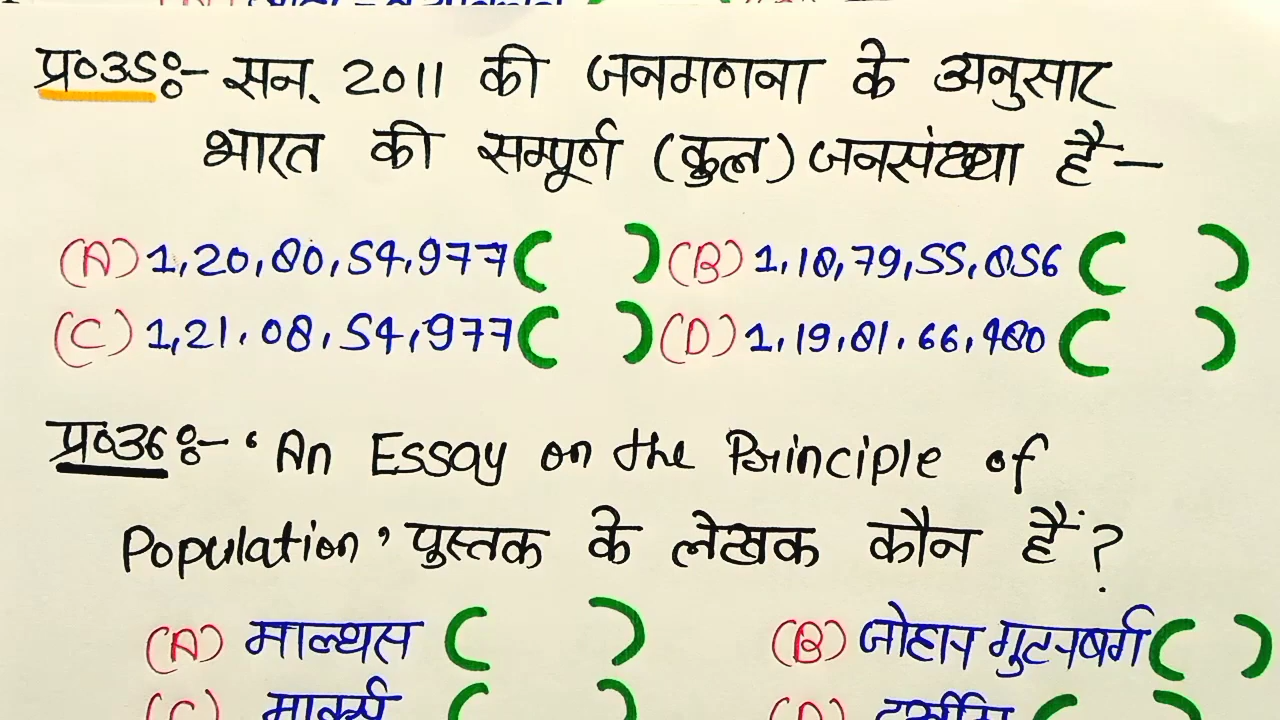 प्र०35:- सन् 2011 की जनगणना के अनुसार
भारत की सम्पूर्ण (कुल) जनसंख्या है-
(A) 1,20,80,54,977 ( ) (B) 1,18,79,55,856 ( )
(C) 1,21,08,54,977 ( ) (D) 1,19,81,66,480 ( )
प्र०36:- 'An Essay on the Principle of
Population' पुस्तक के लेखक कौन हैं?
(A) माल्थस ( ) (B) जोहान गुटनबर्ग ( )
(C) मार्क्स ( ) (D)